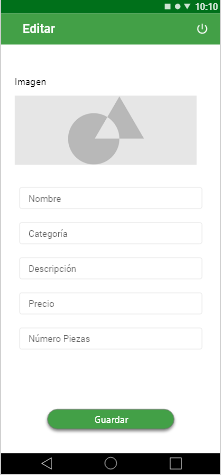 10:10
Editar
Imagen
Nombre
Categoría
Descripción
Precio
Número Piezas
Guardar